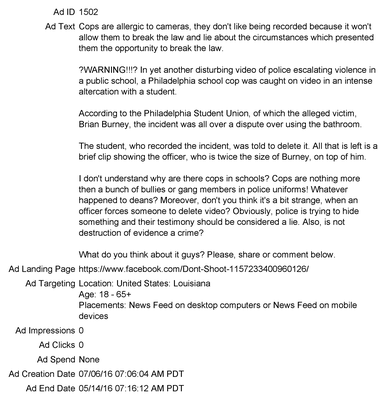 Ad ID 1502
Ad Text Cops are allergic to cameras, they don't like being recorded because it won't
allow them to break the law and lie about the circumstances which presented
them the opportunity to break the law.
?WARNING!!!? In yet another disturbing video of police escalating violence in
a public school, a Philadelphia school cop was caught on video in an intense
altercation with a student.
According to the Philadelphia Student Union, of which the alleged victim,
Brian Burney, the incident was all over a dispute over using the bathroom.
The student, who recorded the incident, was told to delete it. All that is left is a
brief clip showing the officer, who is twice the size of Burney, on top of him.
I don't understand why are there cops in schools? Cops are nothing more
then a bunch of bullies or gang members in police uniforms! Whatever
happened to deans? Moreover, don't you think it's a bit strange, when an
officer forces someone to delete video? Obviously, police is trying to hide
something and their testimony should be considered a lie. Also, is not
destruction of evidence a crime?
What do you think about it guys? Please, share or comment below.
Ad Landing Page https://www.facebook.com/Dont-Shoot-1157233400960126/
Ad Targeting Location: United States: Louisiana
Age: 18 - 65+
Placements: News Feed on desktop computers or News Feed on mobile
devices
Ad Impressions 0
Ad Clicks 0
Ad Spend None
Ad Creation Date 07/06/16 07:06:04 AM PDT
Ad End Date 05/14/16 07:16:12 AM PDT